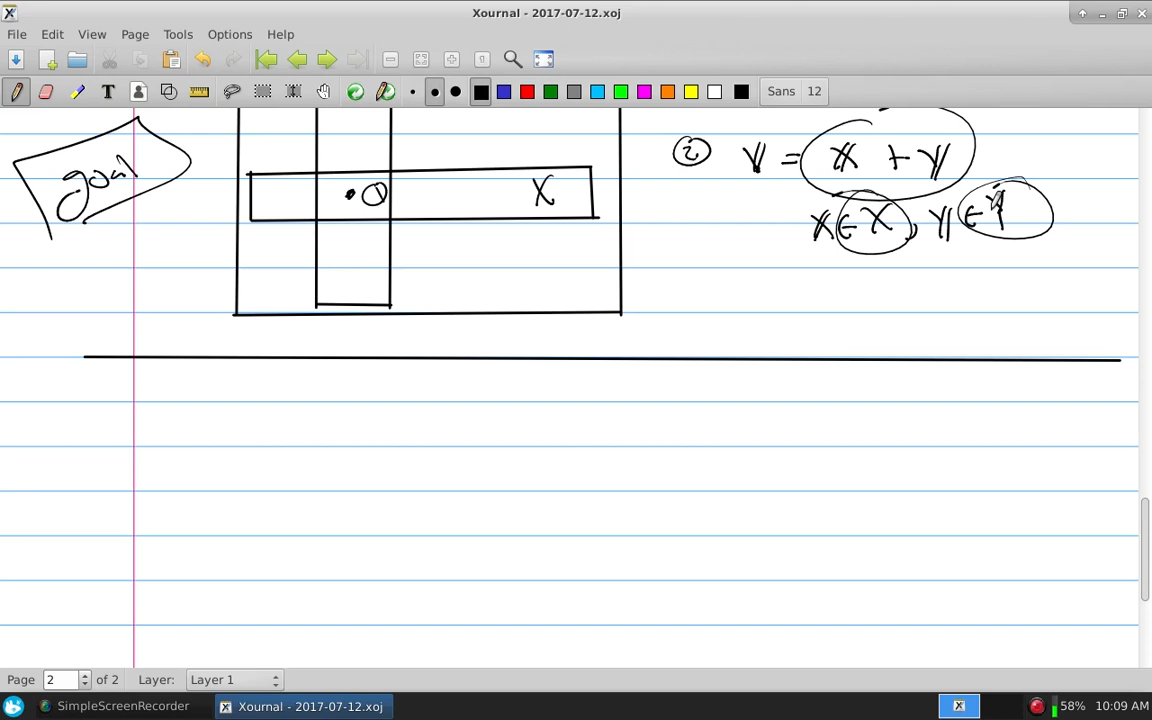 Xournal - 2017-07-12.xoj
File Edit View Page Tools Options Help
Sans 12
goal
② V = X + Y
0 X
X ∈ X, Y ∈ Y
Page 2 of 2 Layer: Layer 1
SimpleScreenRecorder Xournal - 2017-07-12.xoj 58% 10:09 AM